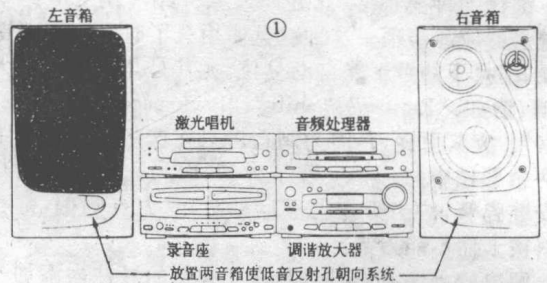 左音箱
①
右音箱
激光唱机
音频处理器
录音座
调谐放大器
放置两音箱使低音反射孔朝向系统